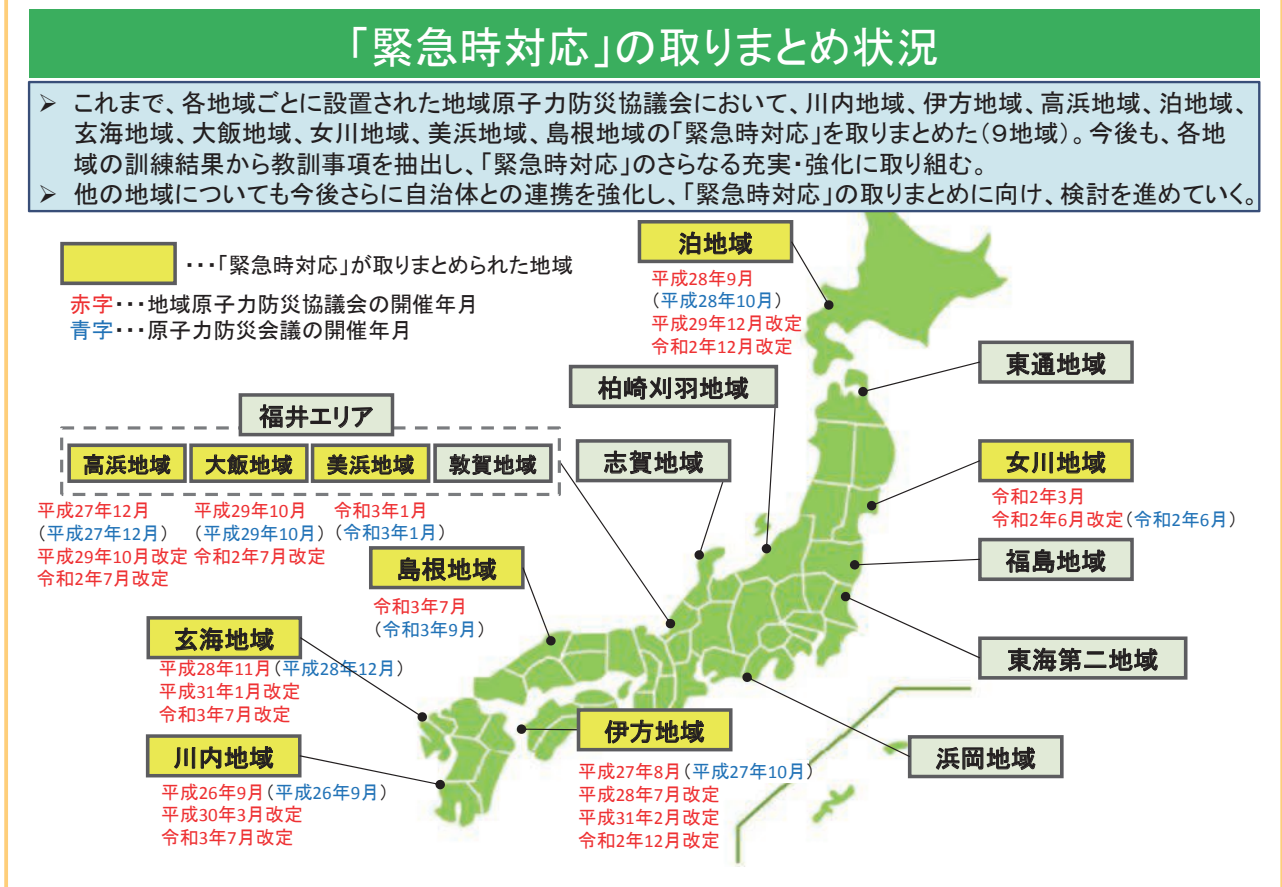 「緊急時対応」の取りまとめ状況
➢ これまで、各地域ごとに設置された地域原子力防災協議会において、川内地域、伊方地域、高浜地域、泊地域、
玄海地域、大飯地域、女川地域、美浜地域、島根地域の「緊急時対応」を取りまとめた(9地域)。今後も、各地
域の訓練結果から教訓事項を抽出し、「緊急時対応」のさらなる充実・強化に取り組む。
➢ 他の地域についても今後さらに自治体との連携を強化し、「緊急時対応」の取りまとめに向け、検討を進めていく。
・・・「緊急時対応」が取りまとめられた地域
赤字・・・地域原子力防災協議会の開催年月
青字・・・原子力防災会議の開催年月
泊地域
平成28年9月
(平成28年10月)
平成29年12月改定
令和2年12月改定
東通地域
柏崎刈羽地域
福井エリア
高浜地域 大飯地域 美浜地域 敦賀地域
志賀地域
女川地域
令和2年3月
令和2年6月改定(令和2年6月)
平成27年12月
(平成27年12月)
平成29年10月改定
令和2年7月改定
平成29年10月
(平成29年10月)
令和2年7月改定
令和3年1月
(令和3年1月)
福島地域
島根地域
令和3年7月
(令和3年9月)
玄海地域
平成28年11月(平成28年12月)
平成31年1月改定
令和3年7月改定
東海第二地域
伊方地域
平成27年8月(平成27年10月)
平成28年7月改定
平成31年2月改定
令和2年12月改定
浜岡地域
川内地域
平成26年9月(平成26年9月)
平成30年3月改定
令和3年7月改定